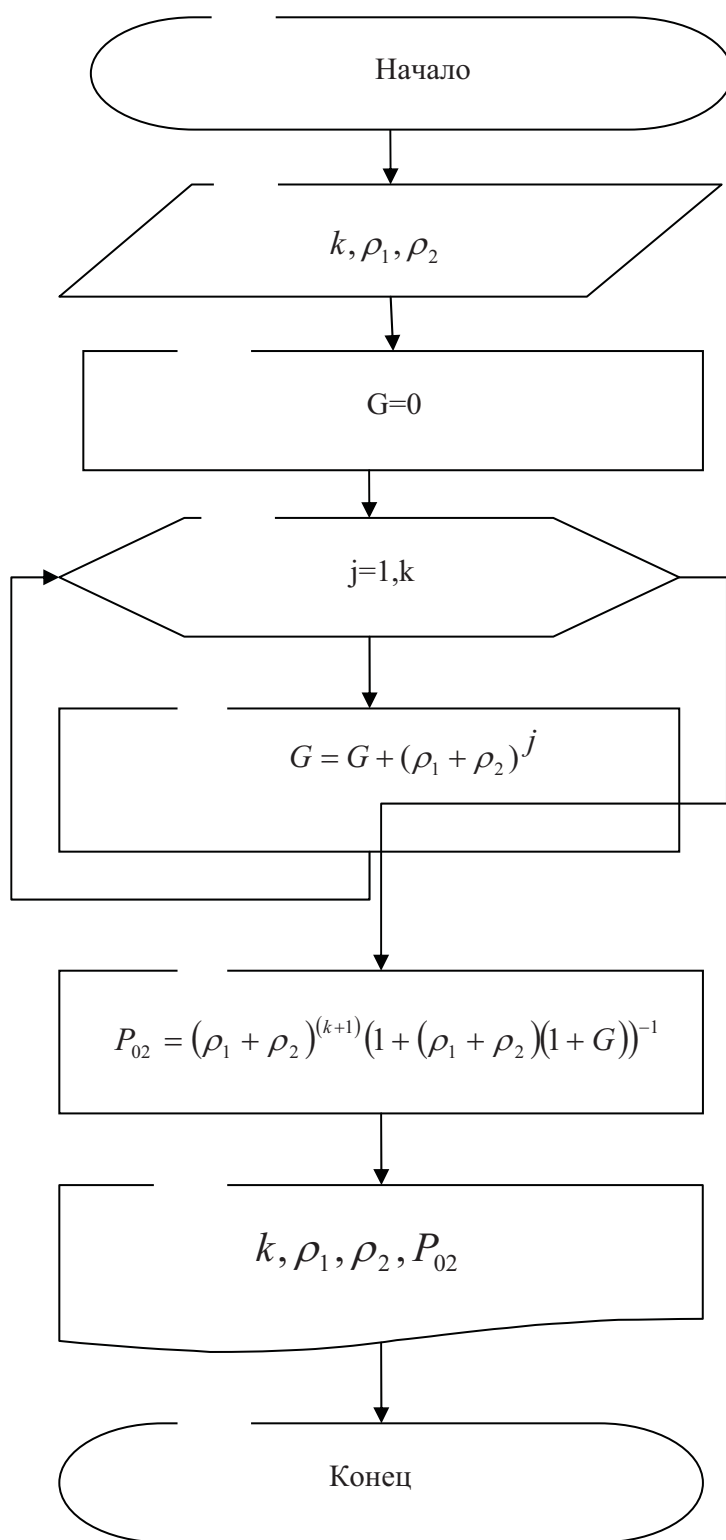 Начало
k, ρ₁, ρ₂
G=0
j=1,k
G = G + (ρ₁ + ρ₂)ʲ
P₀₂ = (ρ₁ + ρ₂)⁽ᵏ⁺¹⁾(1 + (ρ₁ + ρ₂)(1 + G))⁻¹
k, ρ₁, ρ₂, P₀₂
Конец